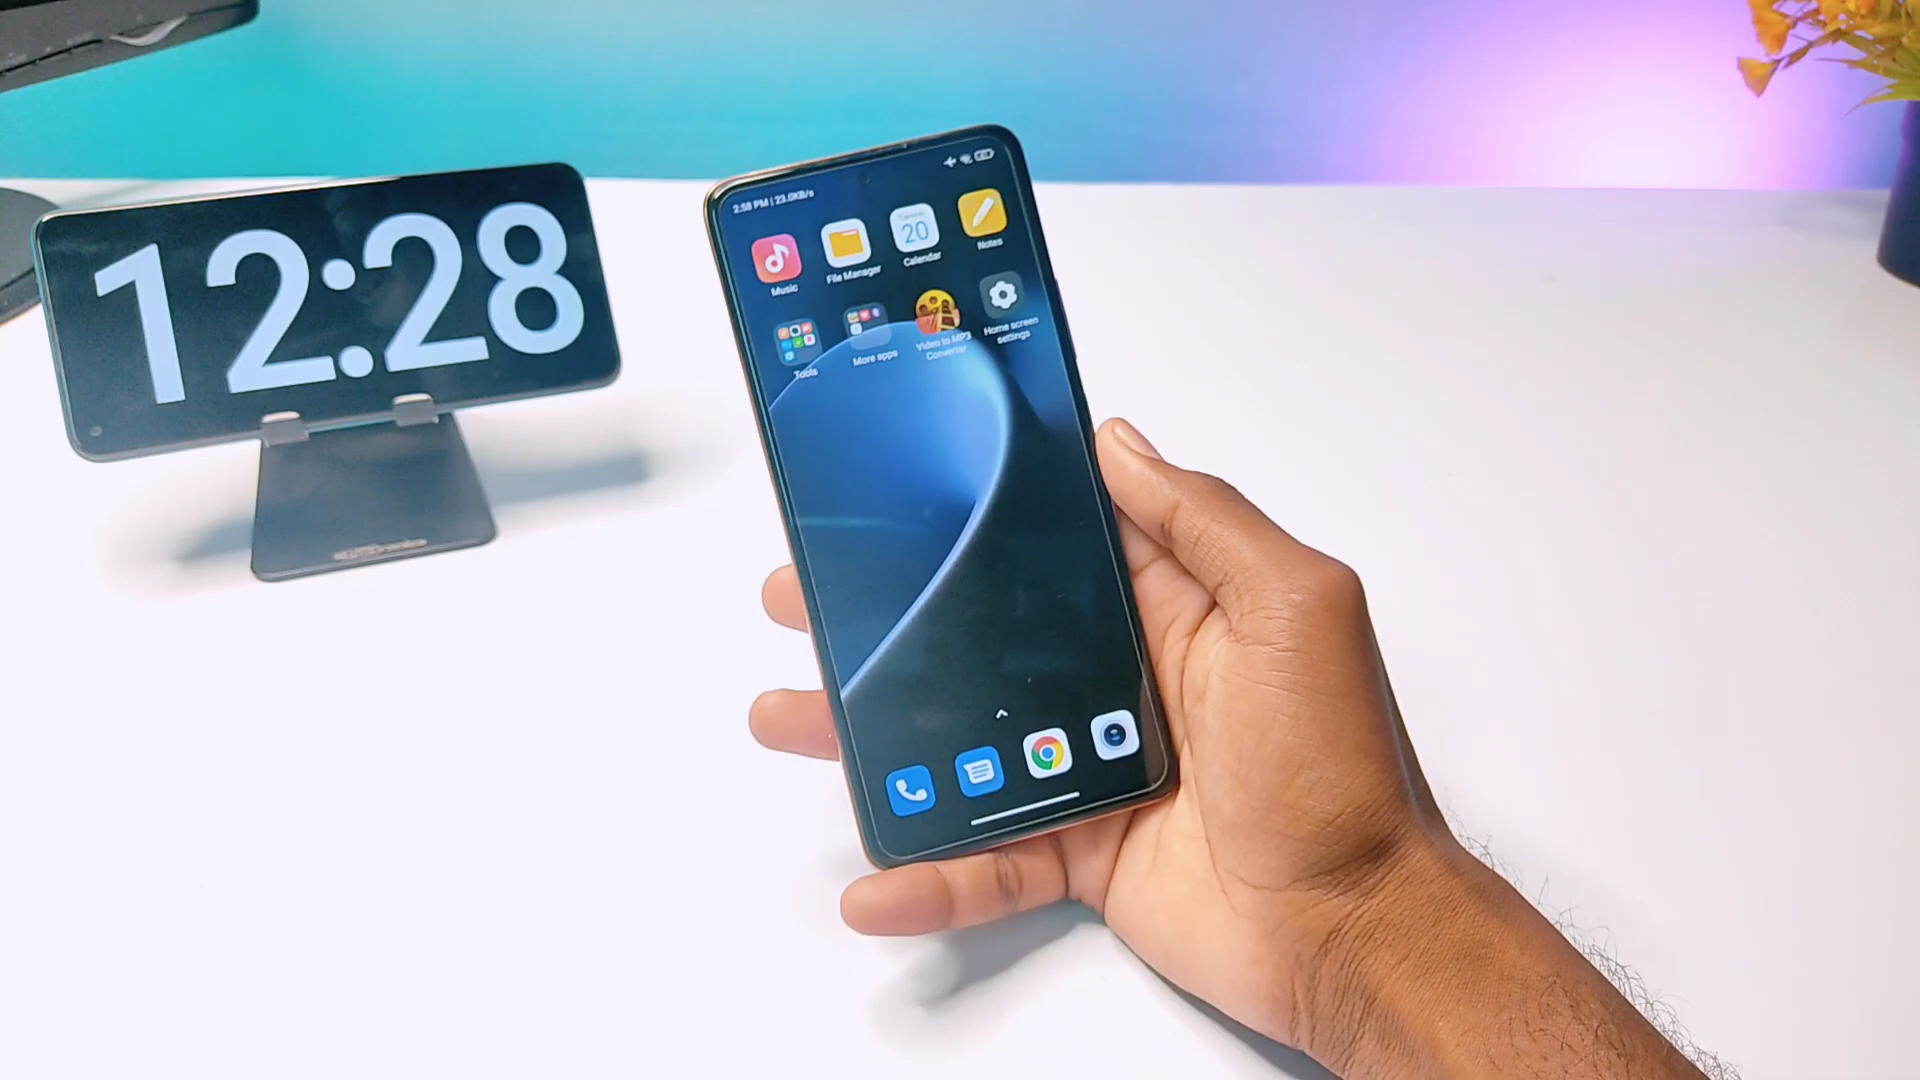 12:28
2:58 PM | 23.0KB/s
Music
File Manager
Calendar
Notes
20
Tools
More apps
Video to MP3
Converter
Home screen
settings